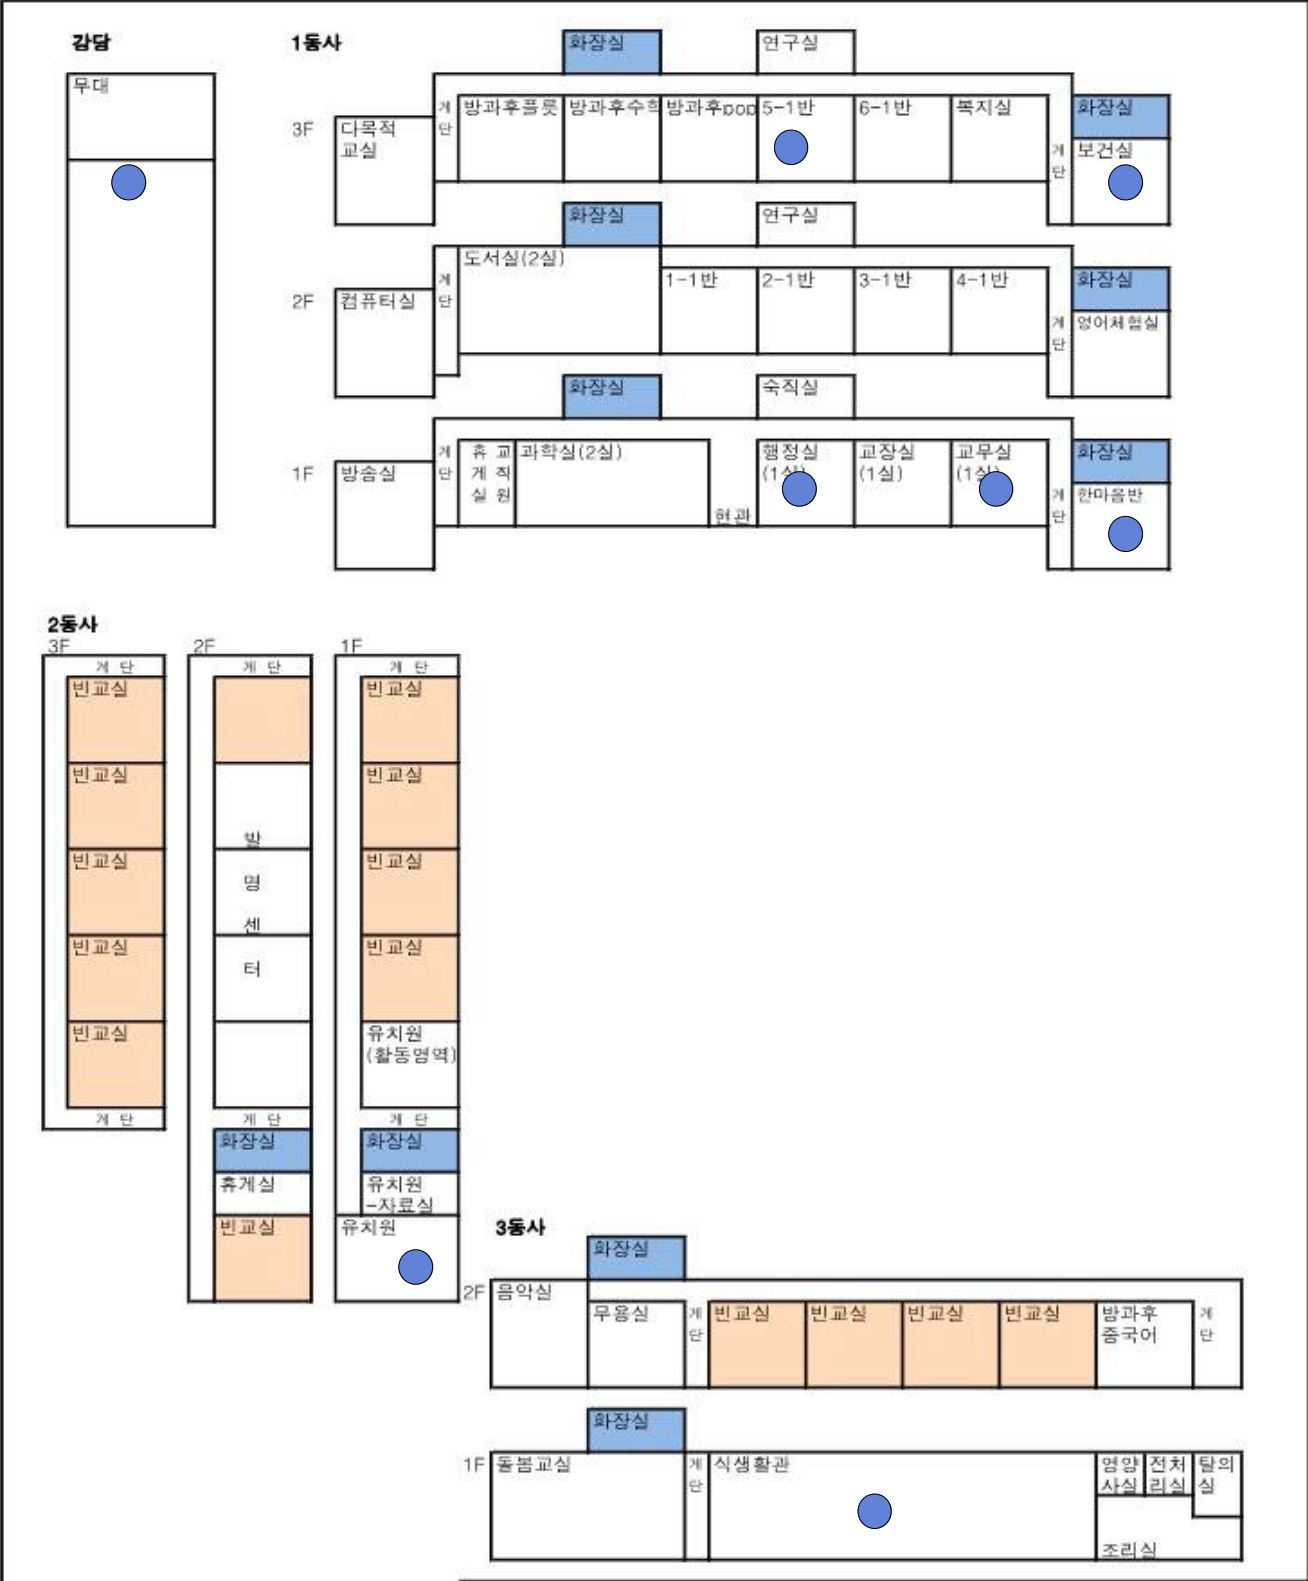 강당
1동사
화장실
연구실
무대
3F
다목적
교실
계
단
방과후플룻
방과후수학
방과후pop
5-1반
6-1반
복지실
계
단
화장실
보건실
화장실
연구실
2F
컴퓨터실
계
단
도서실(2실)
1-1반
2-1반
3-1반
4-1반
계
단
화장실
영어체험실
화장실
숙직실
1F
방송실
계
단
휴 교
게 직
실 원
과학실(2실)
현관
행정실
(1실)
교장실
(1실)
교무실
(1실)
계
단
화장실
한마음반
2동사
3F
계 단
빈교실
빈교실
빈교실
빈교실
빈교실
계 단
2F
계 단
발
명
센
터
계 단
화장실
휴게실
빈교실
1F
계 단
빈교실
빈교실
빈교실
빈교실
유치원
(활동영역)
계 단
화장실
유치원
-자료실
유치원
3동사
화장실
2F
음악실
무용실
계
단
빈교실
빈교실
빈교실
빈교실
방과후
중국어
계
단
화장실
1F
돌봄교실
계
단
식생활관
영양
사실
전처
리실
탈의
실
조리실